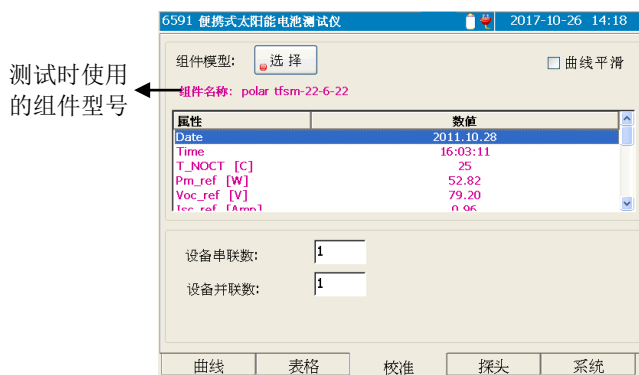 6591 便携式太阳能电池测试仪 2017-10-26 14:18
组件模型: 选 择 曲线平滑
测试时使用
的组件型号
组件名称: polar tfsm-22-6-22
属性 数值
Date 2011.10.28
Time 16:03:11
T_NOCT [C] 25
Pm_ref [W] 52.82
Voc_ref [V] 79.20
Isc_ref [Amp] 0.96
设备串联数: 1
设备并联数: 1
曲线 表格 校准 探头 系统